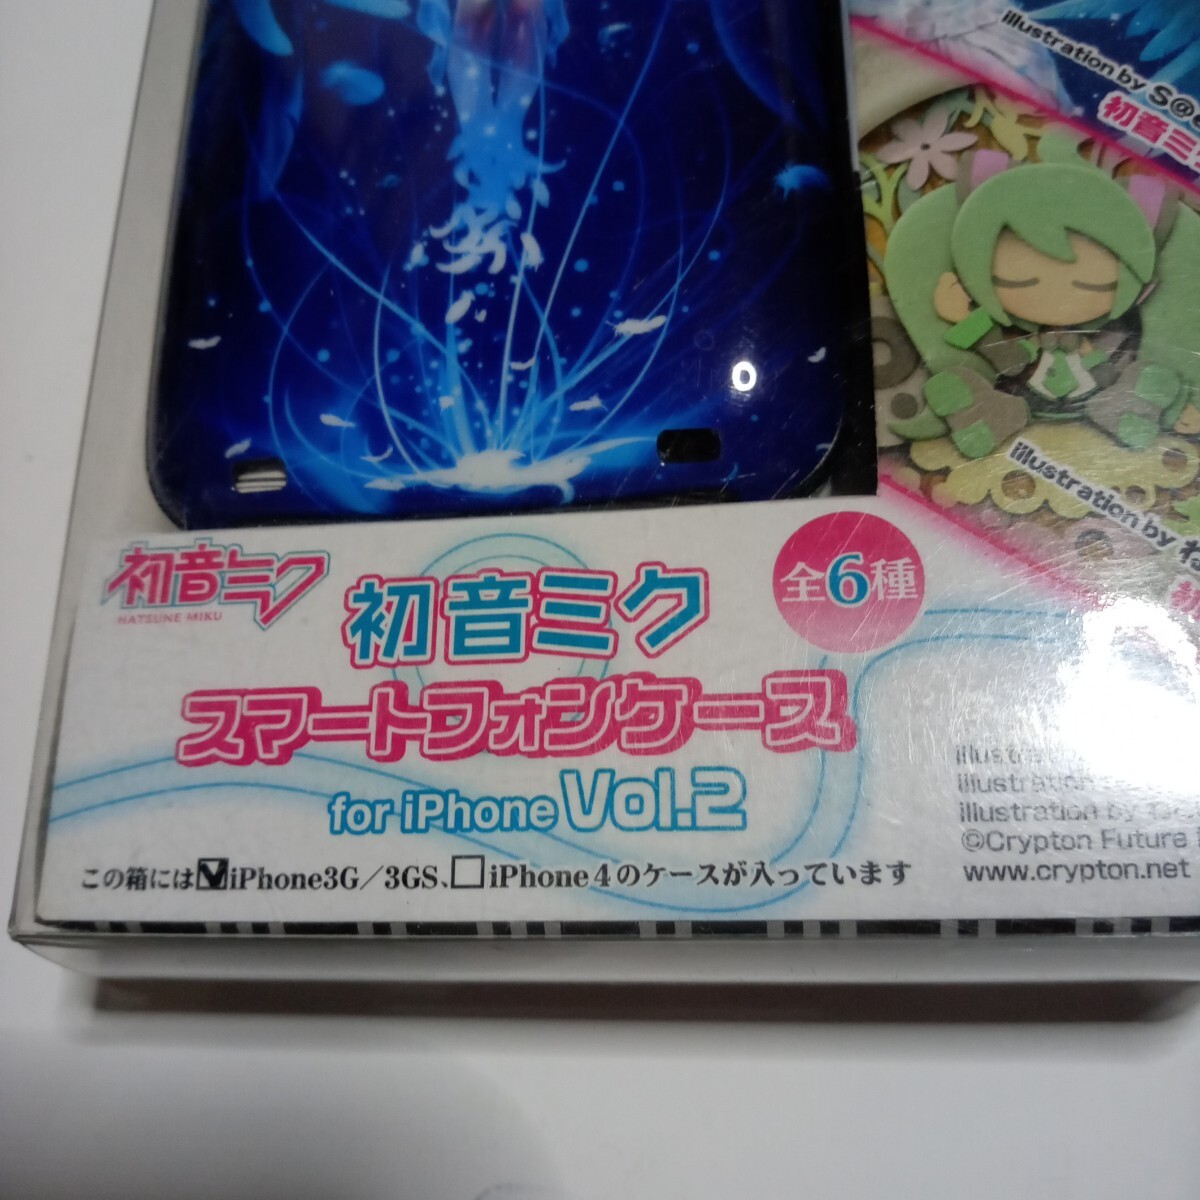 illustration by
初音ミ
illustration by
初音ミク
HATSUNE MIKU
初音ミク
全6種
スマートフォンケース
for iPhone Vol.2
この箱には☑iPhone3G／3GS、☐iPhone4のケースが入っています
illustration
illustration by
©Crypton Future
www.crypton.net